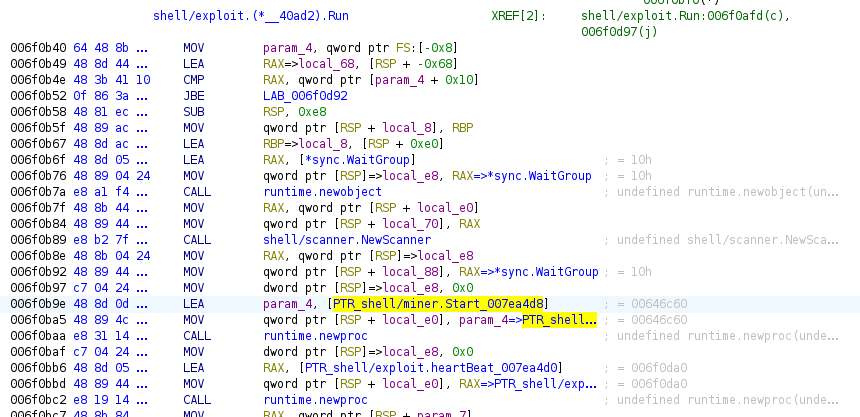 shell/exploit.(*__40ad2).Run XREF[2]: shell/exploit.Run:006f0afd(c),
006f0d97(j)
006f0b40 64 48 8b ... MOV param_4, qword ptr FS:[-0x8]
006f0b49 48 8d 44 ... LEA RAX=>local_68, [RSP + -0x68]
006f0b4e 48 3b 41 10 CMP RAX, qword ptr [param_4 + 0x10]
006f0b52 0f 86 3a ... JBE LAB_006f0d92
006f0b58 48 81 ec ... SUB RSP, 0xe8
006f0b5f 48 89 ac ... MOV qword ptr [RSP + local_8], RBP
006f0b67 48 8d ac ... LEA RBP=>local_8, [RSP + 0xe0]
006f0b6f 48 8d 05 ... LEA RAX, [*sync.WaitGroup] ; = 10h
006f0b76 48 89 04 24 MOV qword ptr [RSP]=>local_e8, RAX=>*sync.WaitGroup ; = 10h
006f0b7a e8 a1 f4 ... CALL runtime.newobject ; undefined runtime.newobject(un...
006f0b7f 48 8b 44 ... MOV RAX, qword ptr [RSP + local_e0]
006f0b84 48 89 44 ... MOV qword ptr [RSP + local_70], RAX
006f0b89 e8 b2 7f ... CALL shell/scanner.NewScanner ; undefined shell/scanner.NewSca...
006f0b8e 48 8b 04 24 MOV RAX, qword ptr [RSP]=>local_e8
006f0b92 48 89 44 ... MOV qword ptr [RSP + local_88], RAX=>*sync.WaitGroup ; = 10h
006f0b97 c7 04 24 ... MOV dword ptr [RSP]=>local_e8, 0x0
006f0b9e 48 8d 0d ... LEA param_4, [PTR_shell/miner.Start_007ea4d8] ; = 00646c60
006f0ba5 48 89 4c ... MOV qword ptr [RSP + local_e0], param_4=>PTR_shell... ; = 00646c60
006f0baa e8 31 14 ... CALL runtime.newproc ; undefined runtime.newproc(unde...
006f0baf c7 04 24 ... MOV dword ptr [RSP]=>local_e8, 0x0
006f0bb6 48 8d 05 ... LEA RAX, [PTR_shell/exploit.heartBeat_007ea4d0] ; = 006f0da0
006f0bbd 48 89 44 ... MOV qword ptr [RSP + local_e0], RAX=>PTR_shell/exp... ; = 006f0da0
006f0bc2 e8 19 14 ... CALL runtime.newproc ; undefined runtime.newproc(unde...
006f0bc7 48 8b 84 MOV RAX, qword ptr [RSP + param_7]